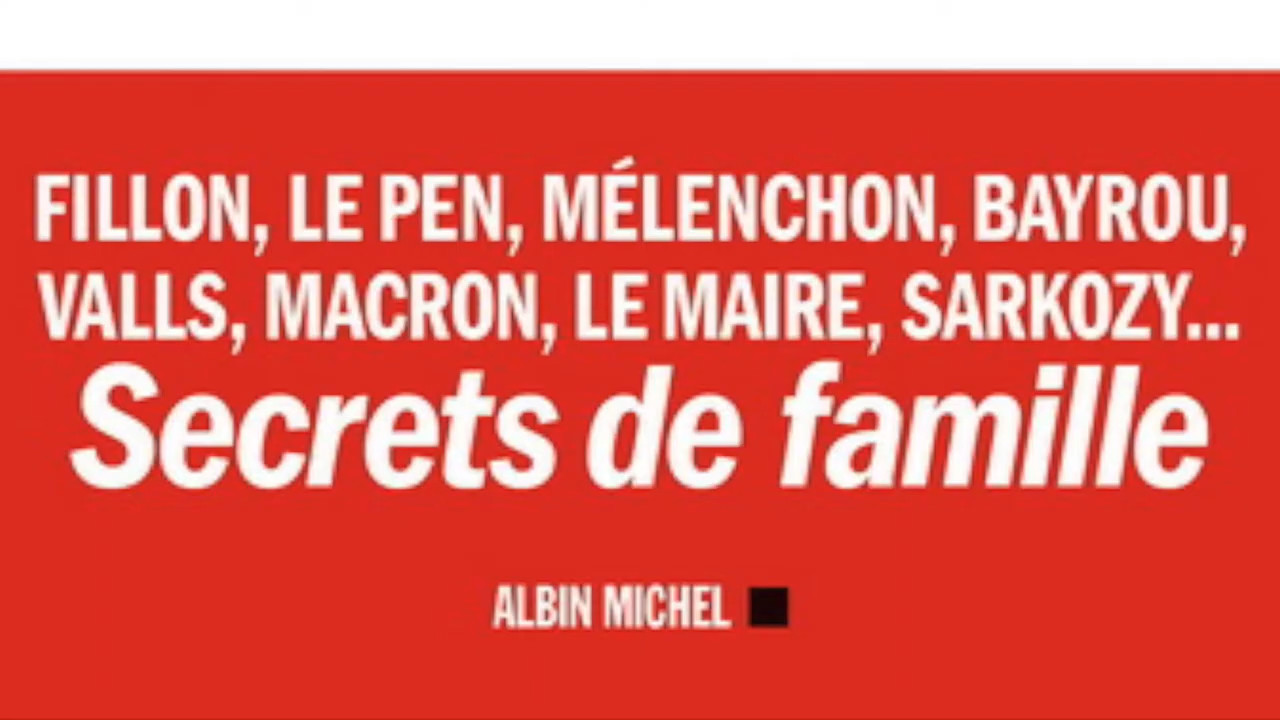 FILLON, LE PEN, MÉLENCHON, BAYROU,
VALLS, MACRON, LE MAIRE, SARKOZY...
Secrets de famille
ALBIN MICHEL